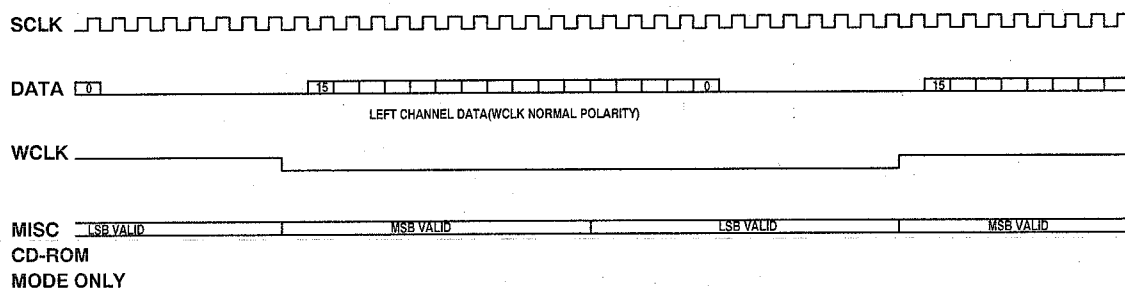 SCLK
DATA 0 15 0 15
LEFT CHANNEL DATA(WCLK NORMAL POLARITY)
WCLK
MISC LSB VALID MSB VALID LSB VALID MSB VALID
CD-ROM
MODE ONLY